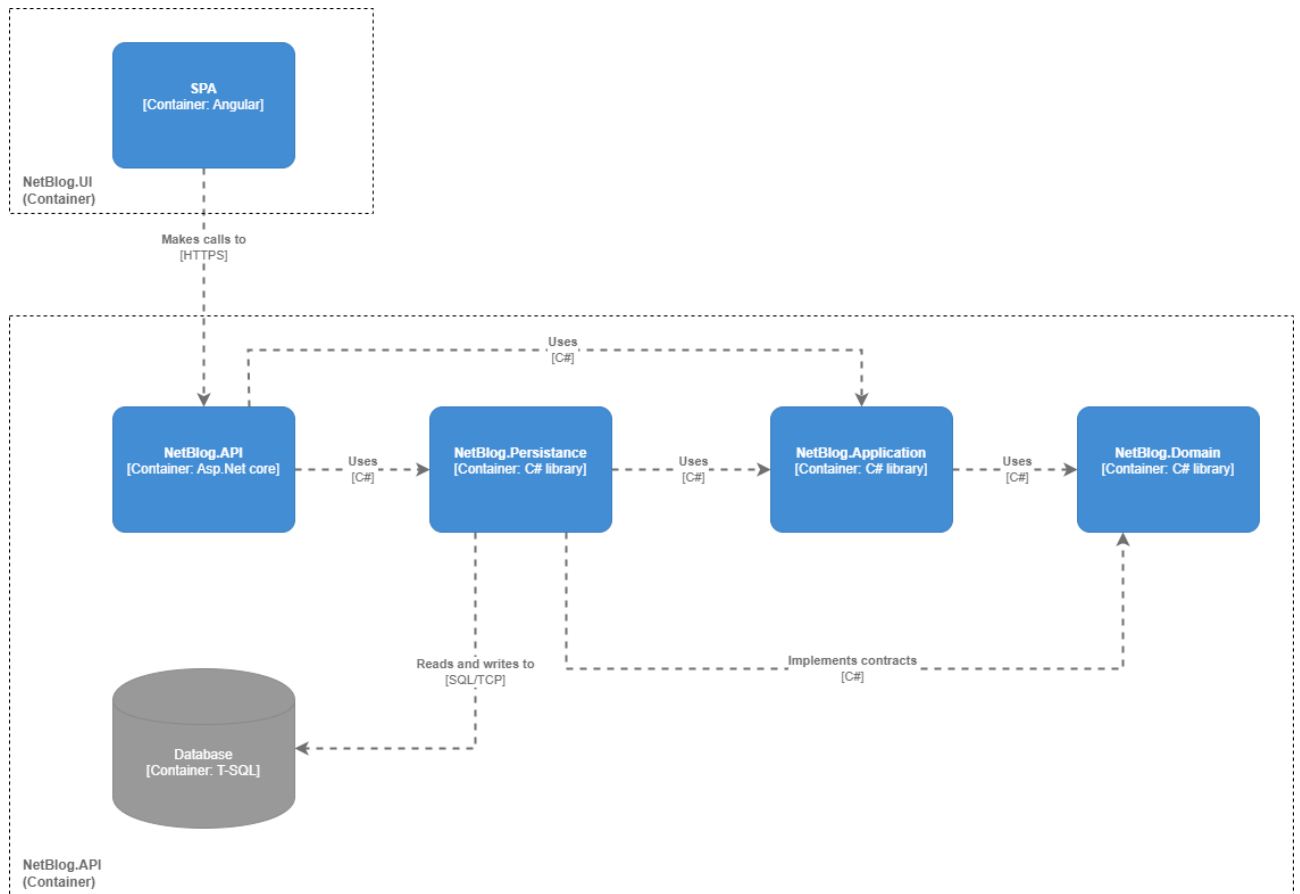 SPA
[Container: Angular]
NetBlog.UI
(Container)
Makes calls to
[HTTPS]
Uses
[C#]
NetBlog.API
[Container: Asp.Net core]
Uses
[C#]
NetBlog.Persistance
[Container: C# library]
Uses
[C#]
NetBlog.Application
[Container: C# library]
Uses
[C#]
NetBlog.Domain
[Container: C# library]
Reads and writes to
[SQL/TCP]
Implements contracts
[C#]
Database
[Container: T-SQL]
NetBlog.API
(Container)